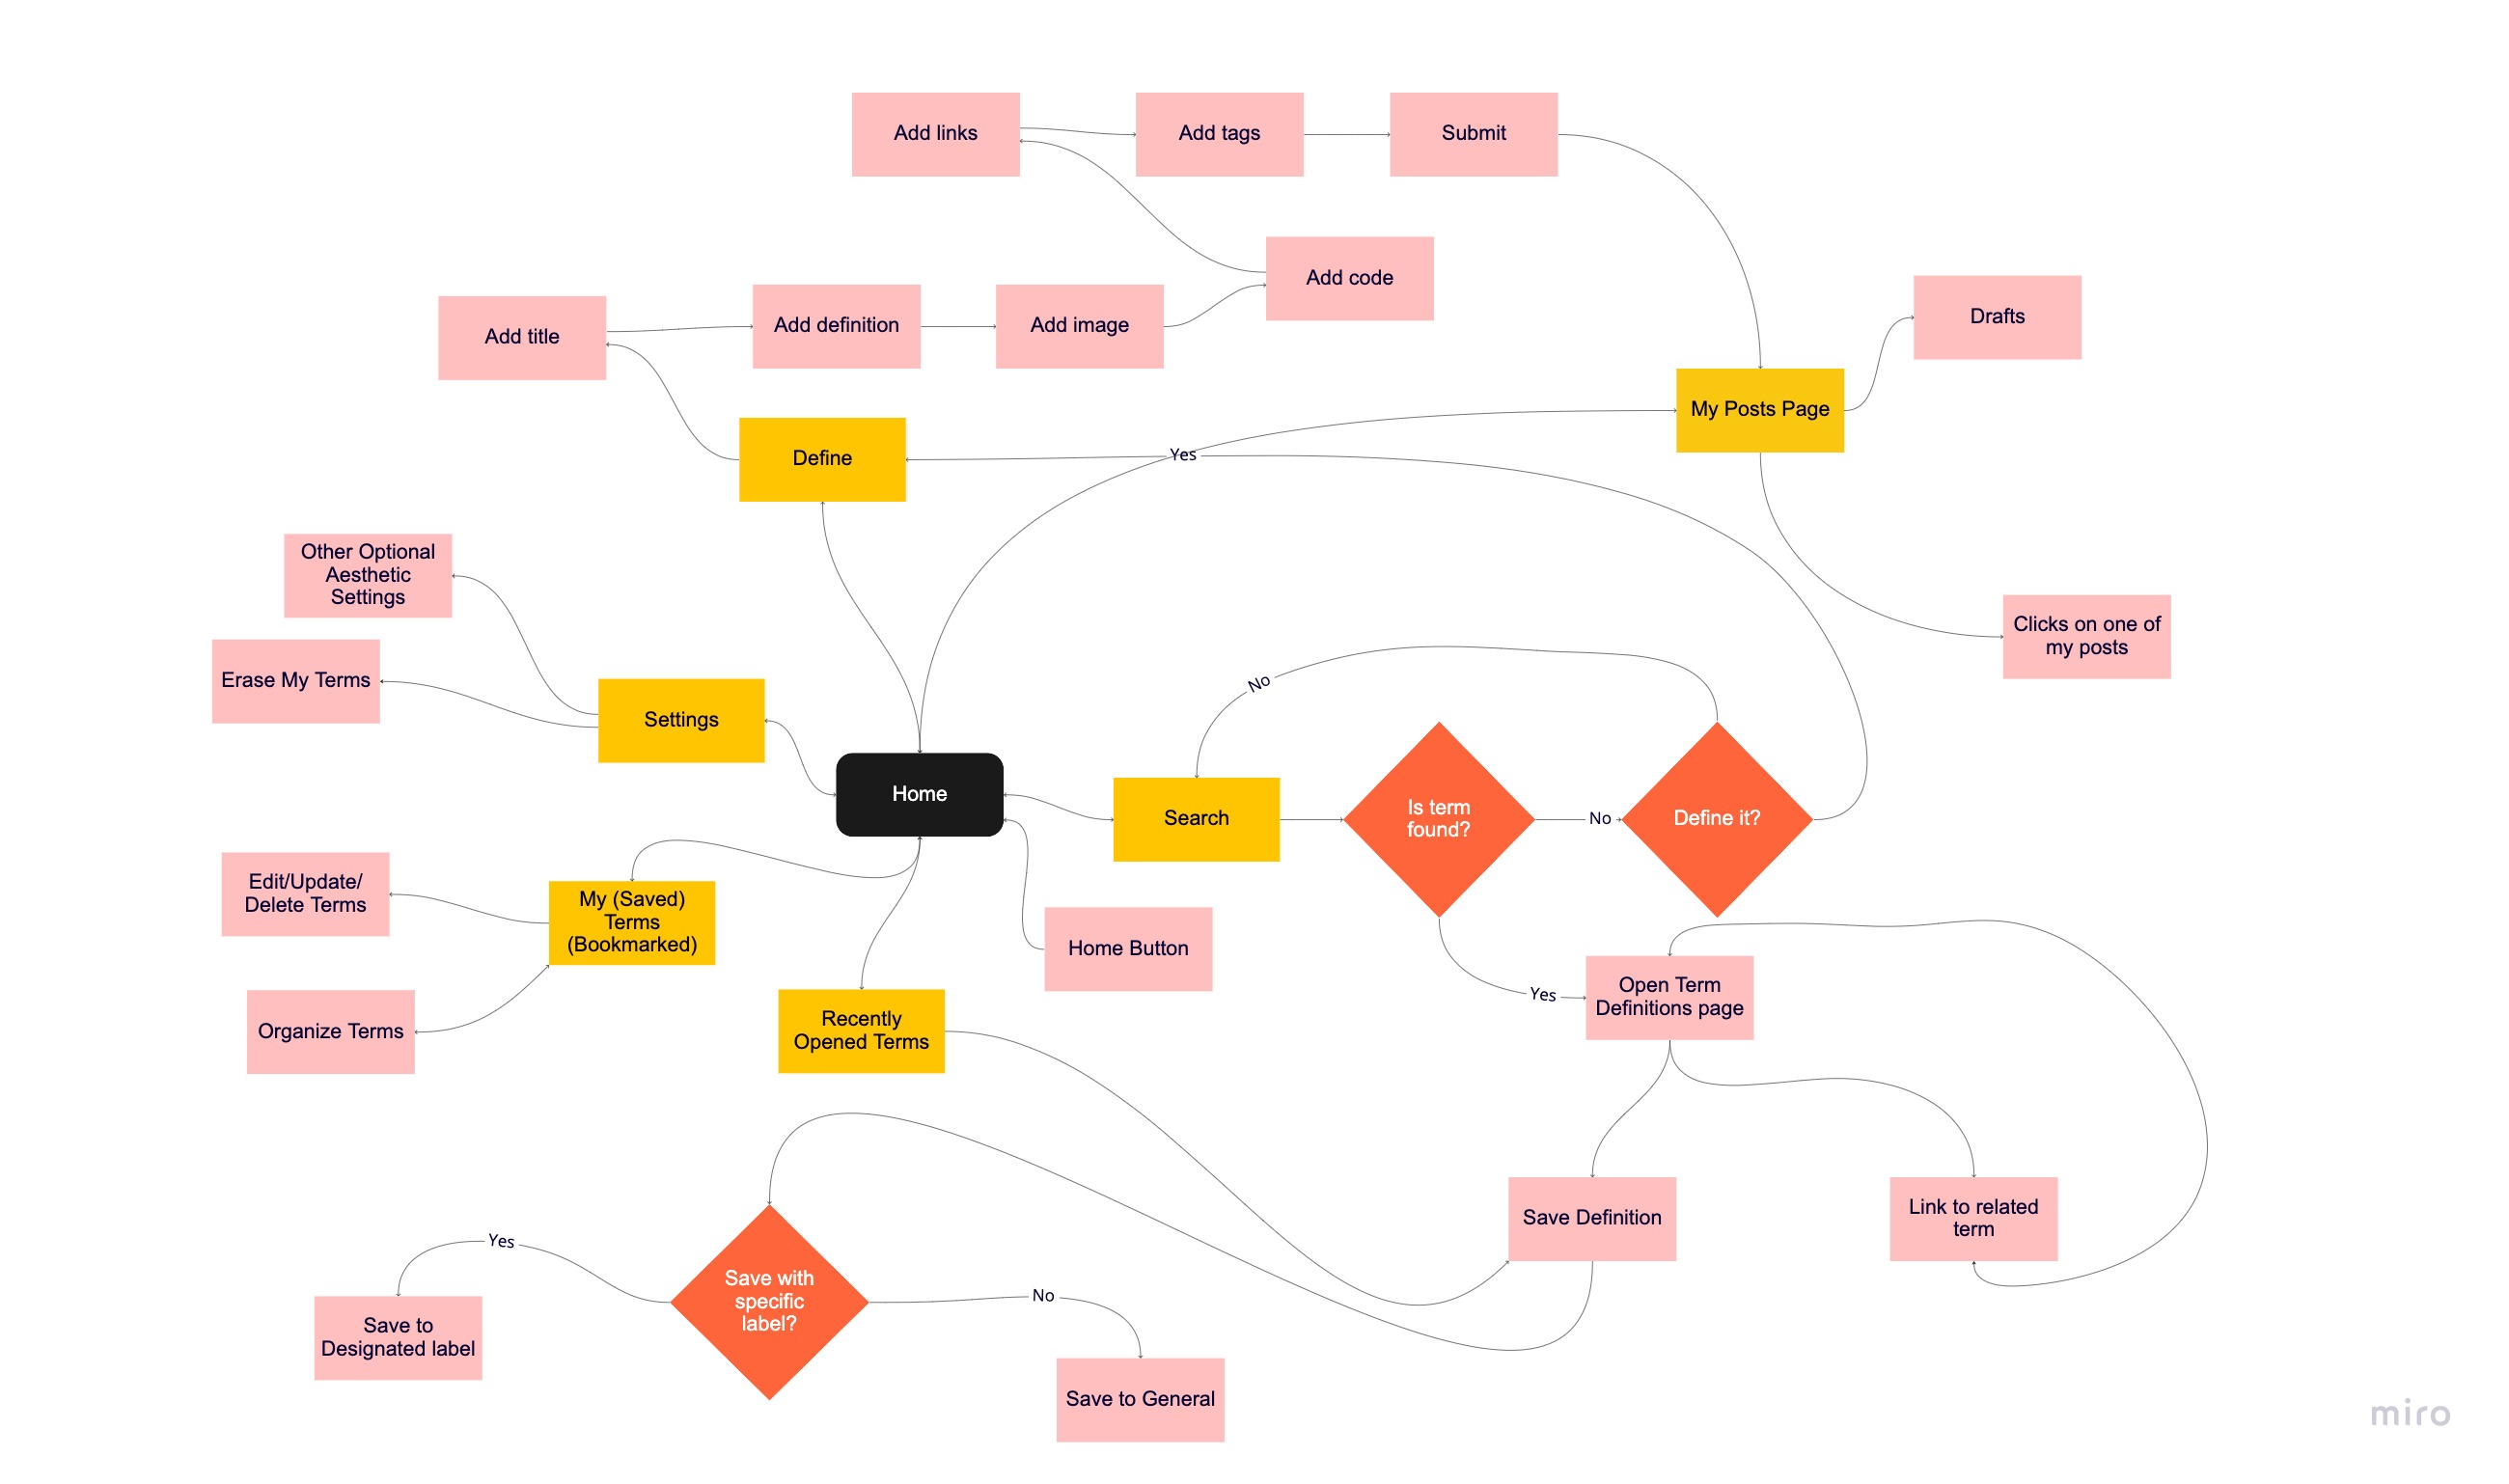 Add links
Add tags
Submit
Add code
Add title
Add definition
Add image
Drafts
My Posts Page
Define
Yes
Other Optional
Aesthetic
Settings
Clicks on one of
my posts
Erase My Terms
Settings
No
Home
Search
Is term
found?
No
Define it?
Edit/Update/
Delete Terms
My (Saved)
Terms
(Bookmarked)
Home Button
Open Term
Definitions page
Yes
Organize Terms
Recently
Opened Terms
Save Definition
Link to related
term
Yes
Save with
specific
label?
No
Save to
Designated label
Save to General
miro